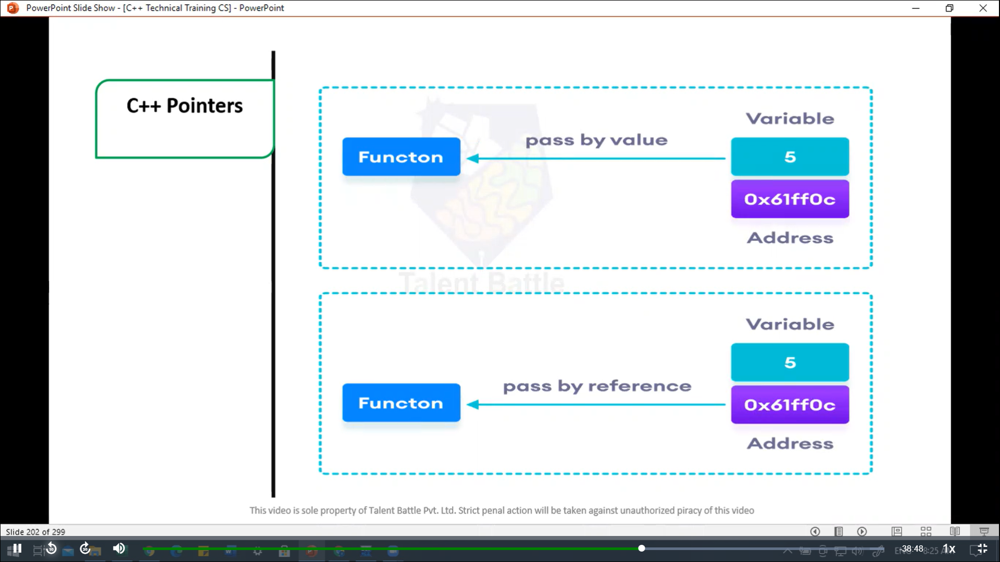 PowerPoint Slide Show - [C++ Technical Training CS] - PowerPoint
C++ Pointers
Variable
pass by value
Functon
5
0x61ff0c
Address
Talent Battle
Variable
5
pass by reference
Functon
0x61ff0c
Address
This video is sole property of Talent Battle Pvt. Ltd. Strict penal action will be taken against unauthorized piracy of this video
Slide 202 of 299
10
30
-38:48
1x